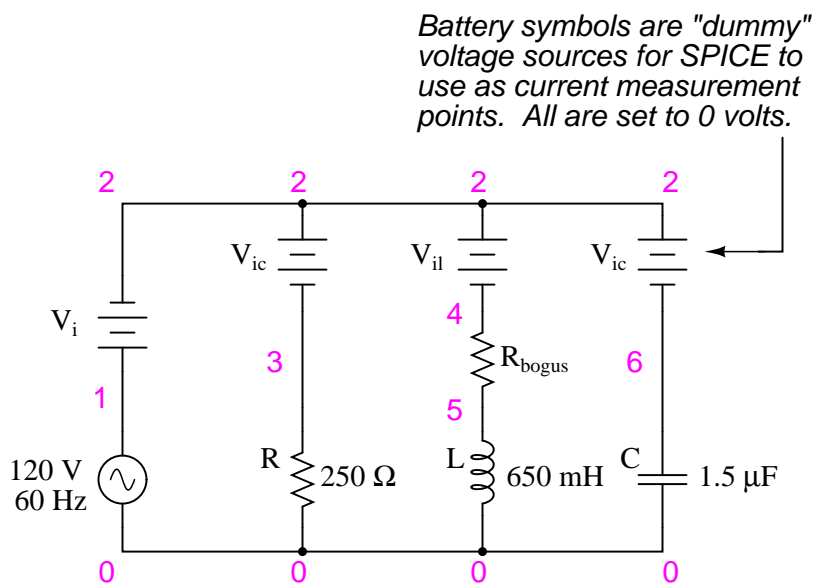 Battery symbols are "dummy"
voltage sources for SPICE to
use as current measurement
points.  All are set to 0 volts.
2 2 2 2
Vic Vil Vic
Vi
4
Rbogus
3 6
1
5
120 V
60 Hz
R 250 Ω
L 650 mH
C 1.5 μF
0 0 0 0